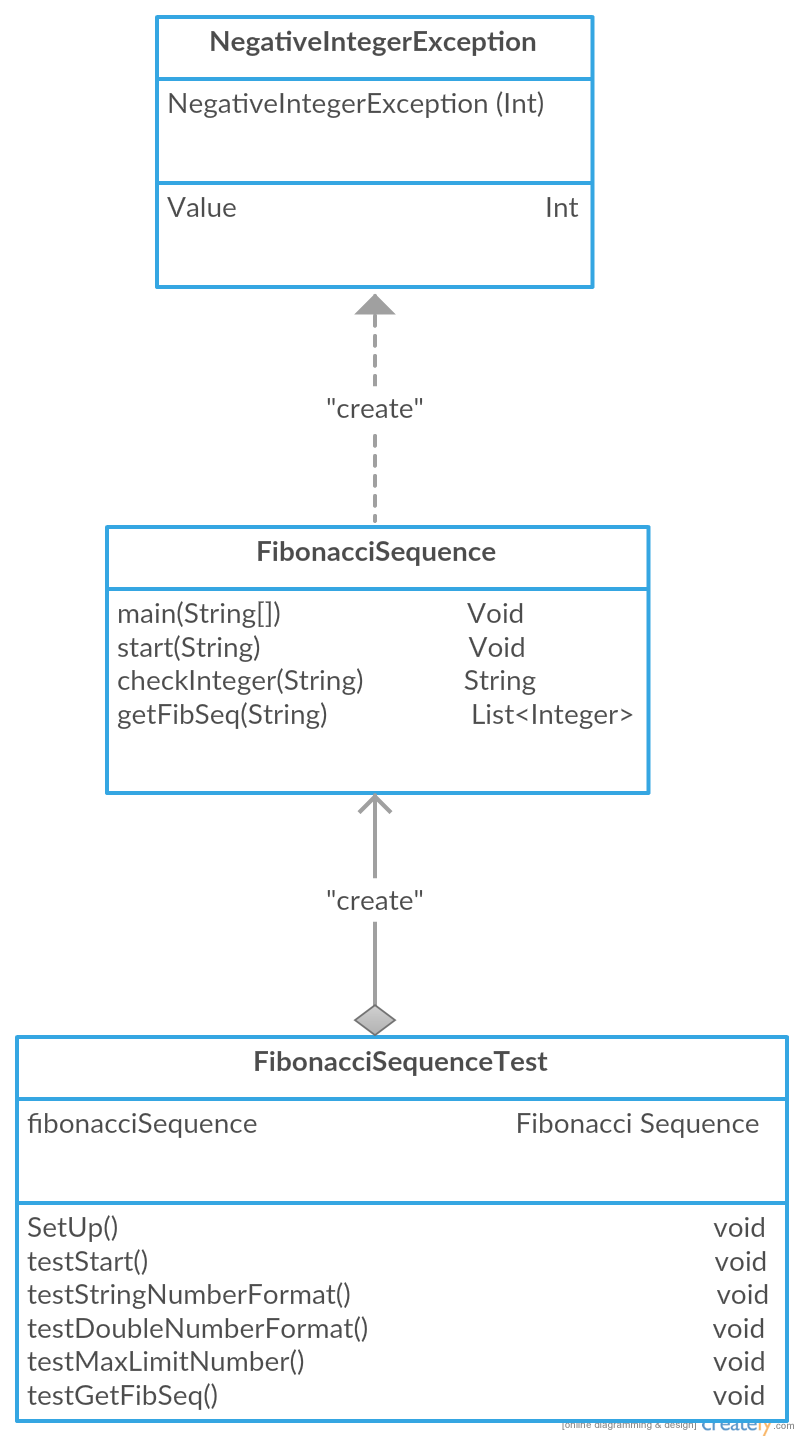 NegativeIntegerException
NegativeIntegerException (Int)
Value Int
"create"
FibonacciSequence
main(String[]) Void
start(String) Void
checkInteger(String) String
getFibSeq(String) List<Integer>
"create"
FibonacciSequenceTest
fibonacciSequence Fibonacci Sequence
SetUp() void
testStart() void
testStringNumberFormat() void
testDoubleNumberFormat() void
testMaxLimitNumber() void
testGetFibSeq() void
[online diagramming & design] creately.com